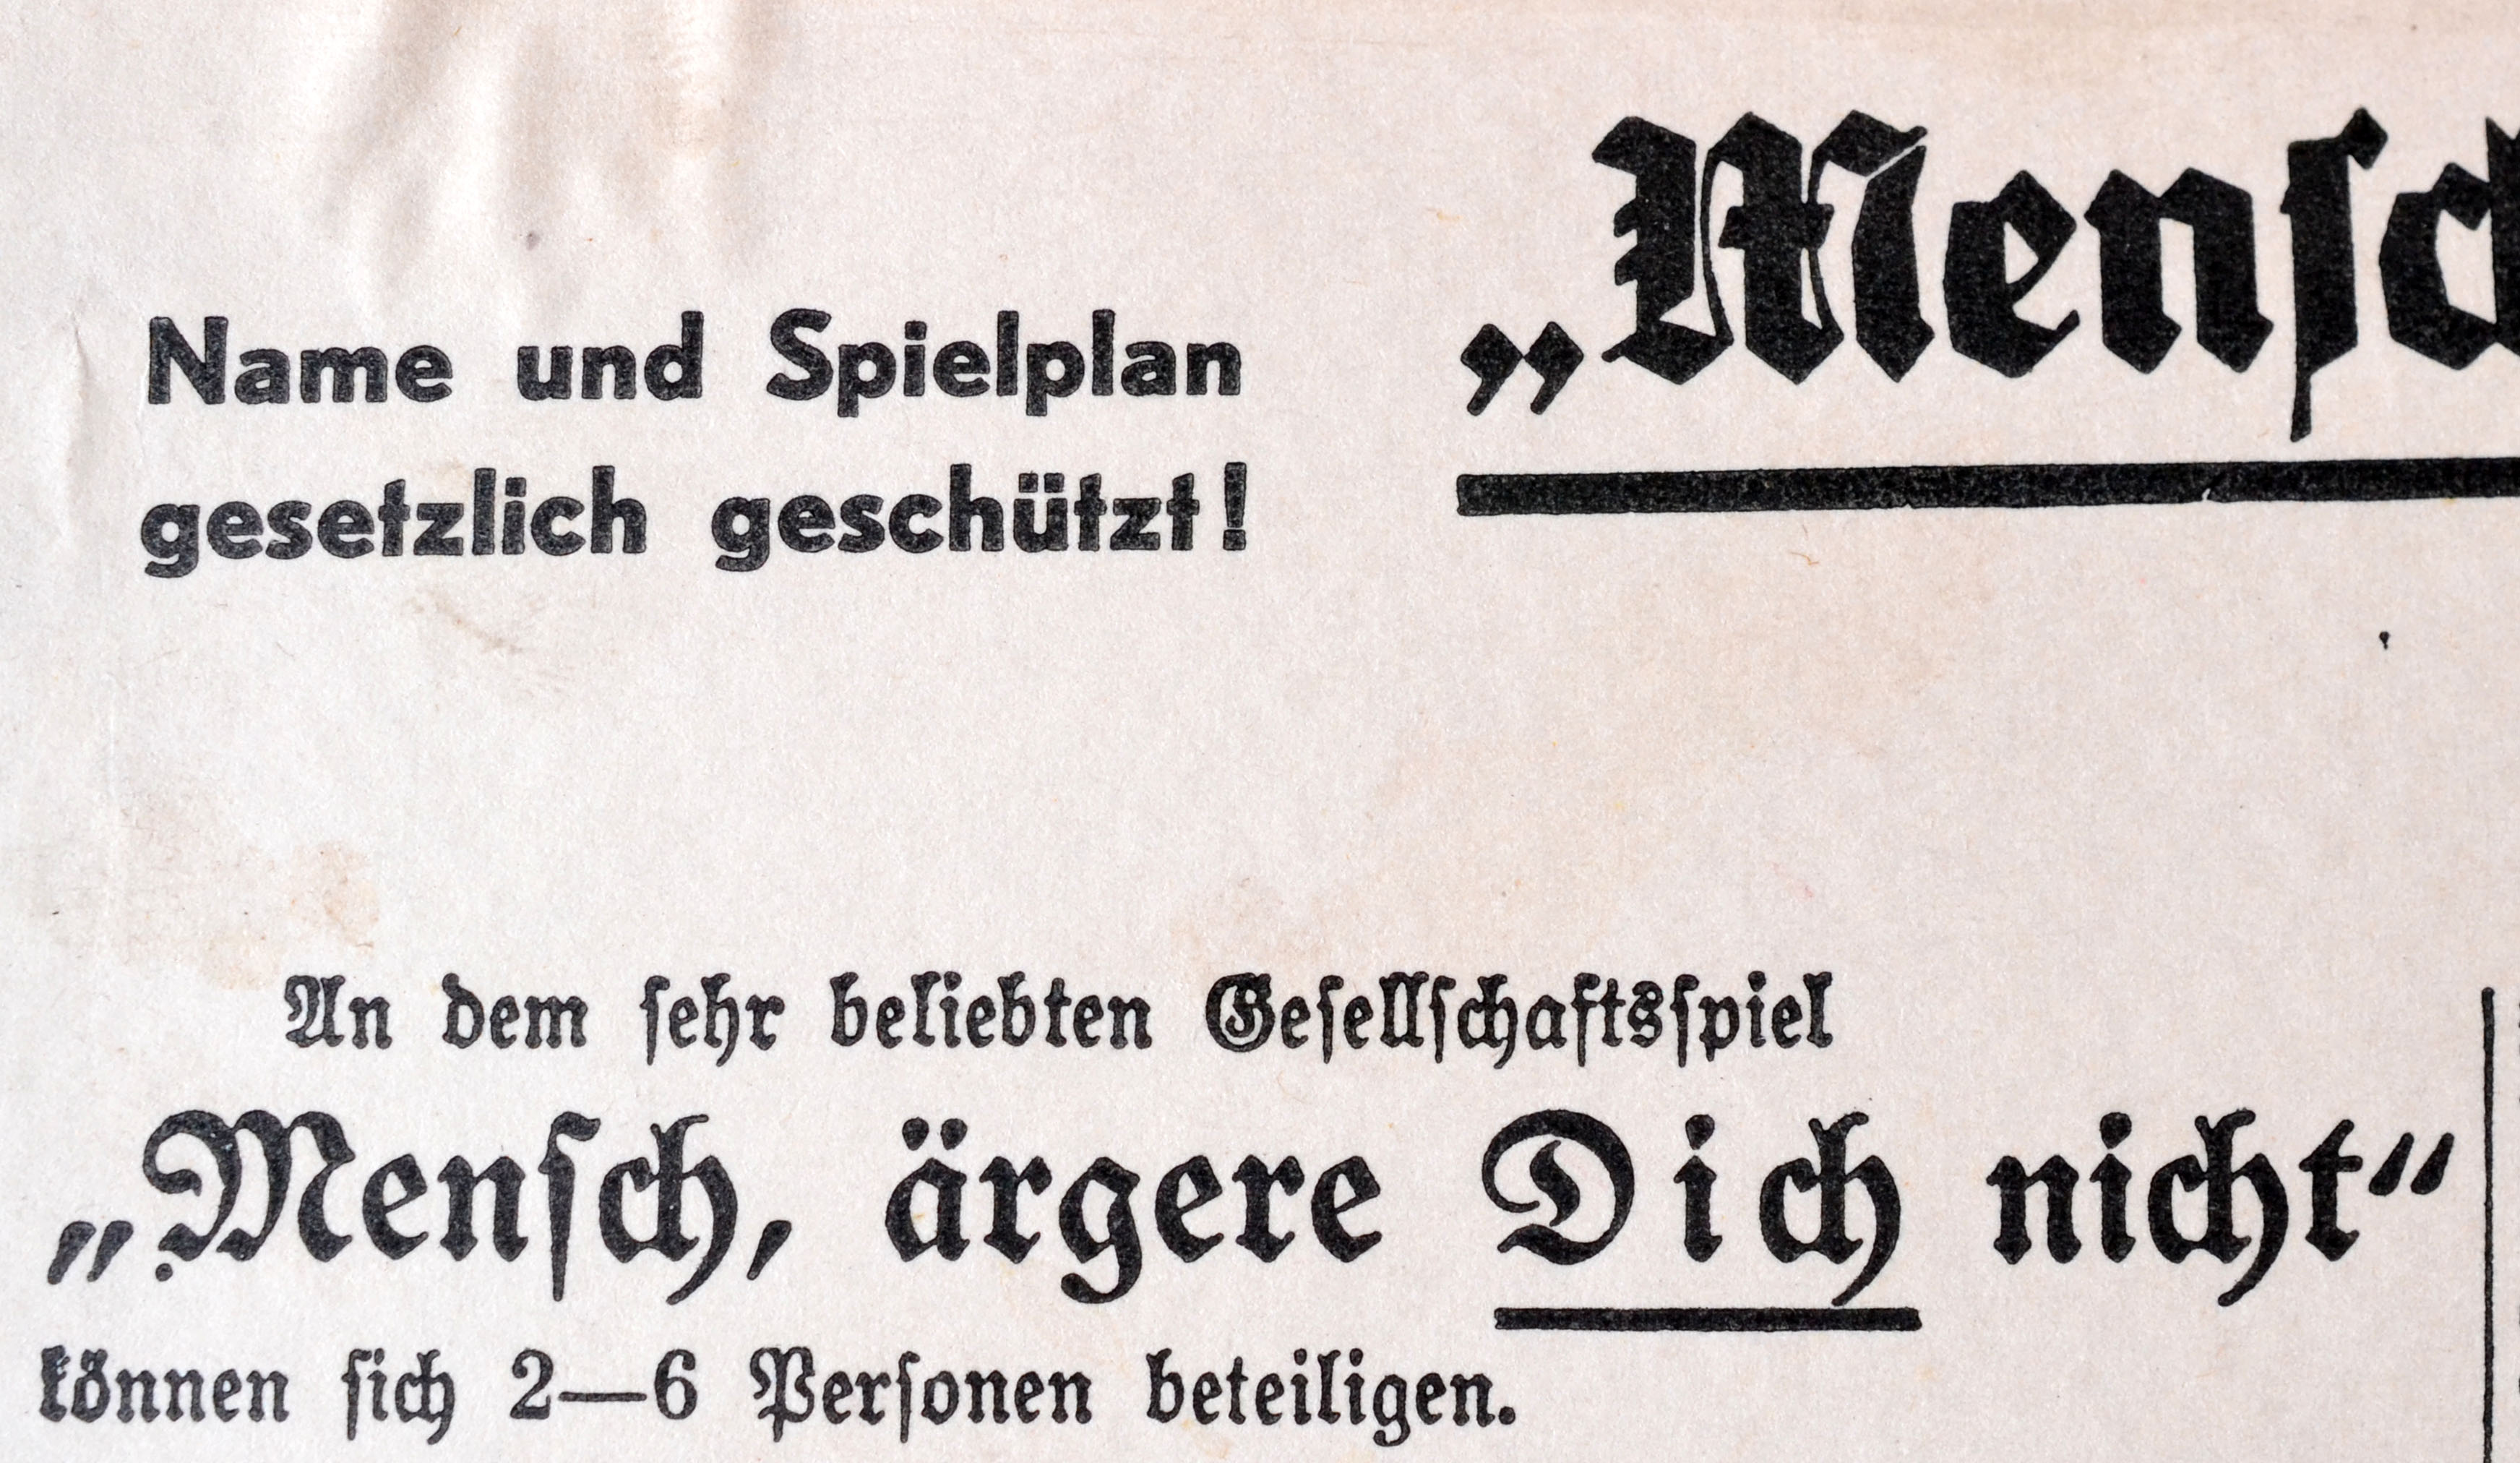 Name und Spielplan
gesetzlich geschützt!
„Menſch
An dem ſehr beliebten Geſellſchaftsſpiel
„Menſch, ärgere Dich nicht“
können ſich 2—6 Perſonen beteiligen.